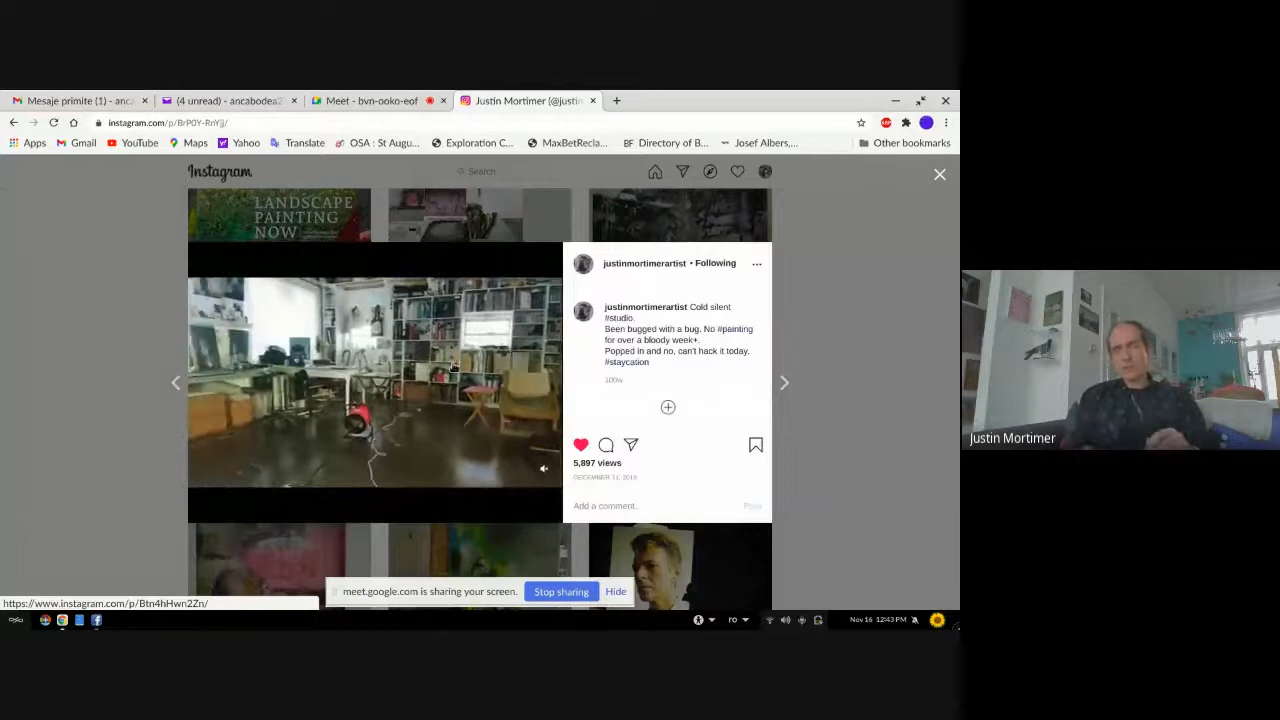 Mesaje primite (1) - anca
(4 unread) - ancabodea2
Meet - bvn-ooko-eof
Justin Mortimer (@justin
instagram.com/p/BrP0Y-RnYjj/
Apps
Gmail
YouTube
Maps
Yahoo
Translate
OSA : St Augu...
Exploration C...
MaxBetRecla...
BF Directory of B...
Josef Albers,...
Other bookmarks
Instagram
Search
LANDSCAPE
PAINTING
NOW
justinmortimerartist • Following
justinmortimerartist Cold silent
#studio.
Been bugged with a bug. No #painting
for over a bloody week+.
Popped in and no, can't hack it today.
#staycation
100w
5,897 views
DECEMBER 11, 2018
Add a comment..
Post
Justin Mortimer
meet.google.com is sharing your screen.
Stop sharing
Hide
https://www.instagram.com/p/Btn4hHwn2Zn/
ro
Nov 16 12:43 PM